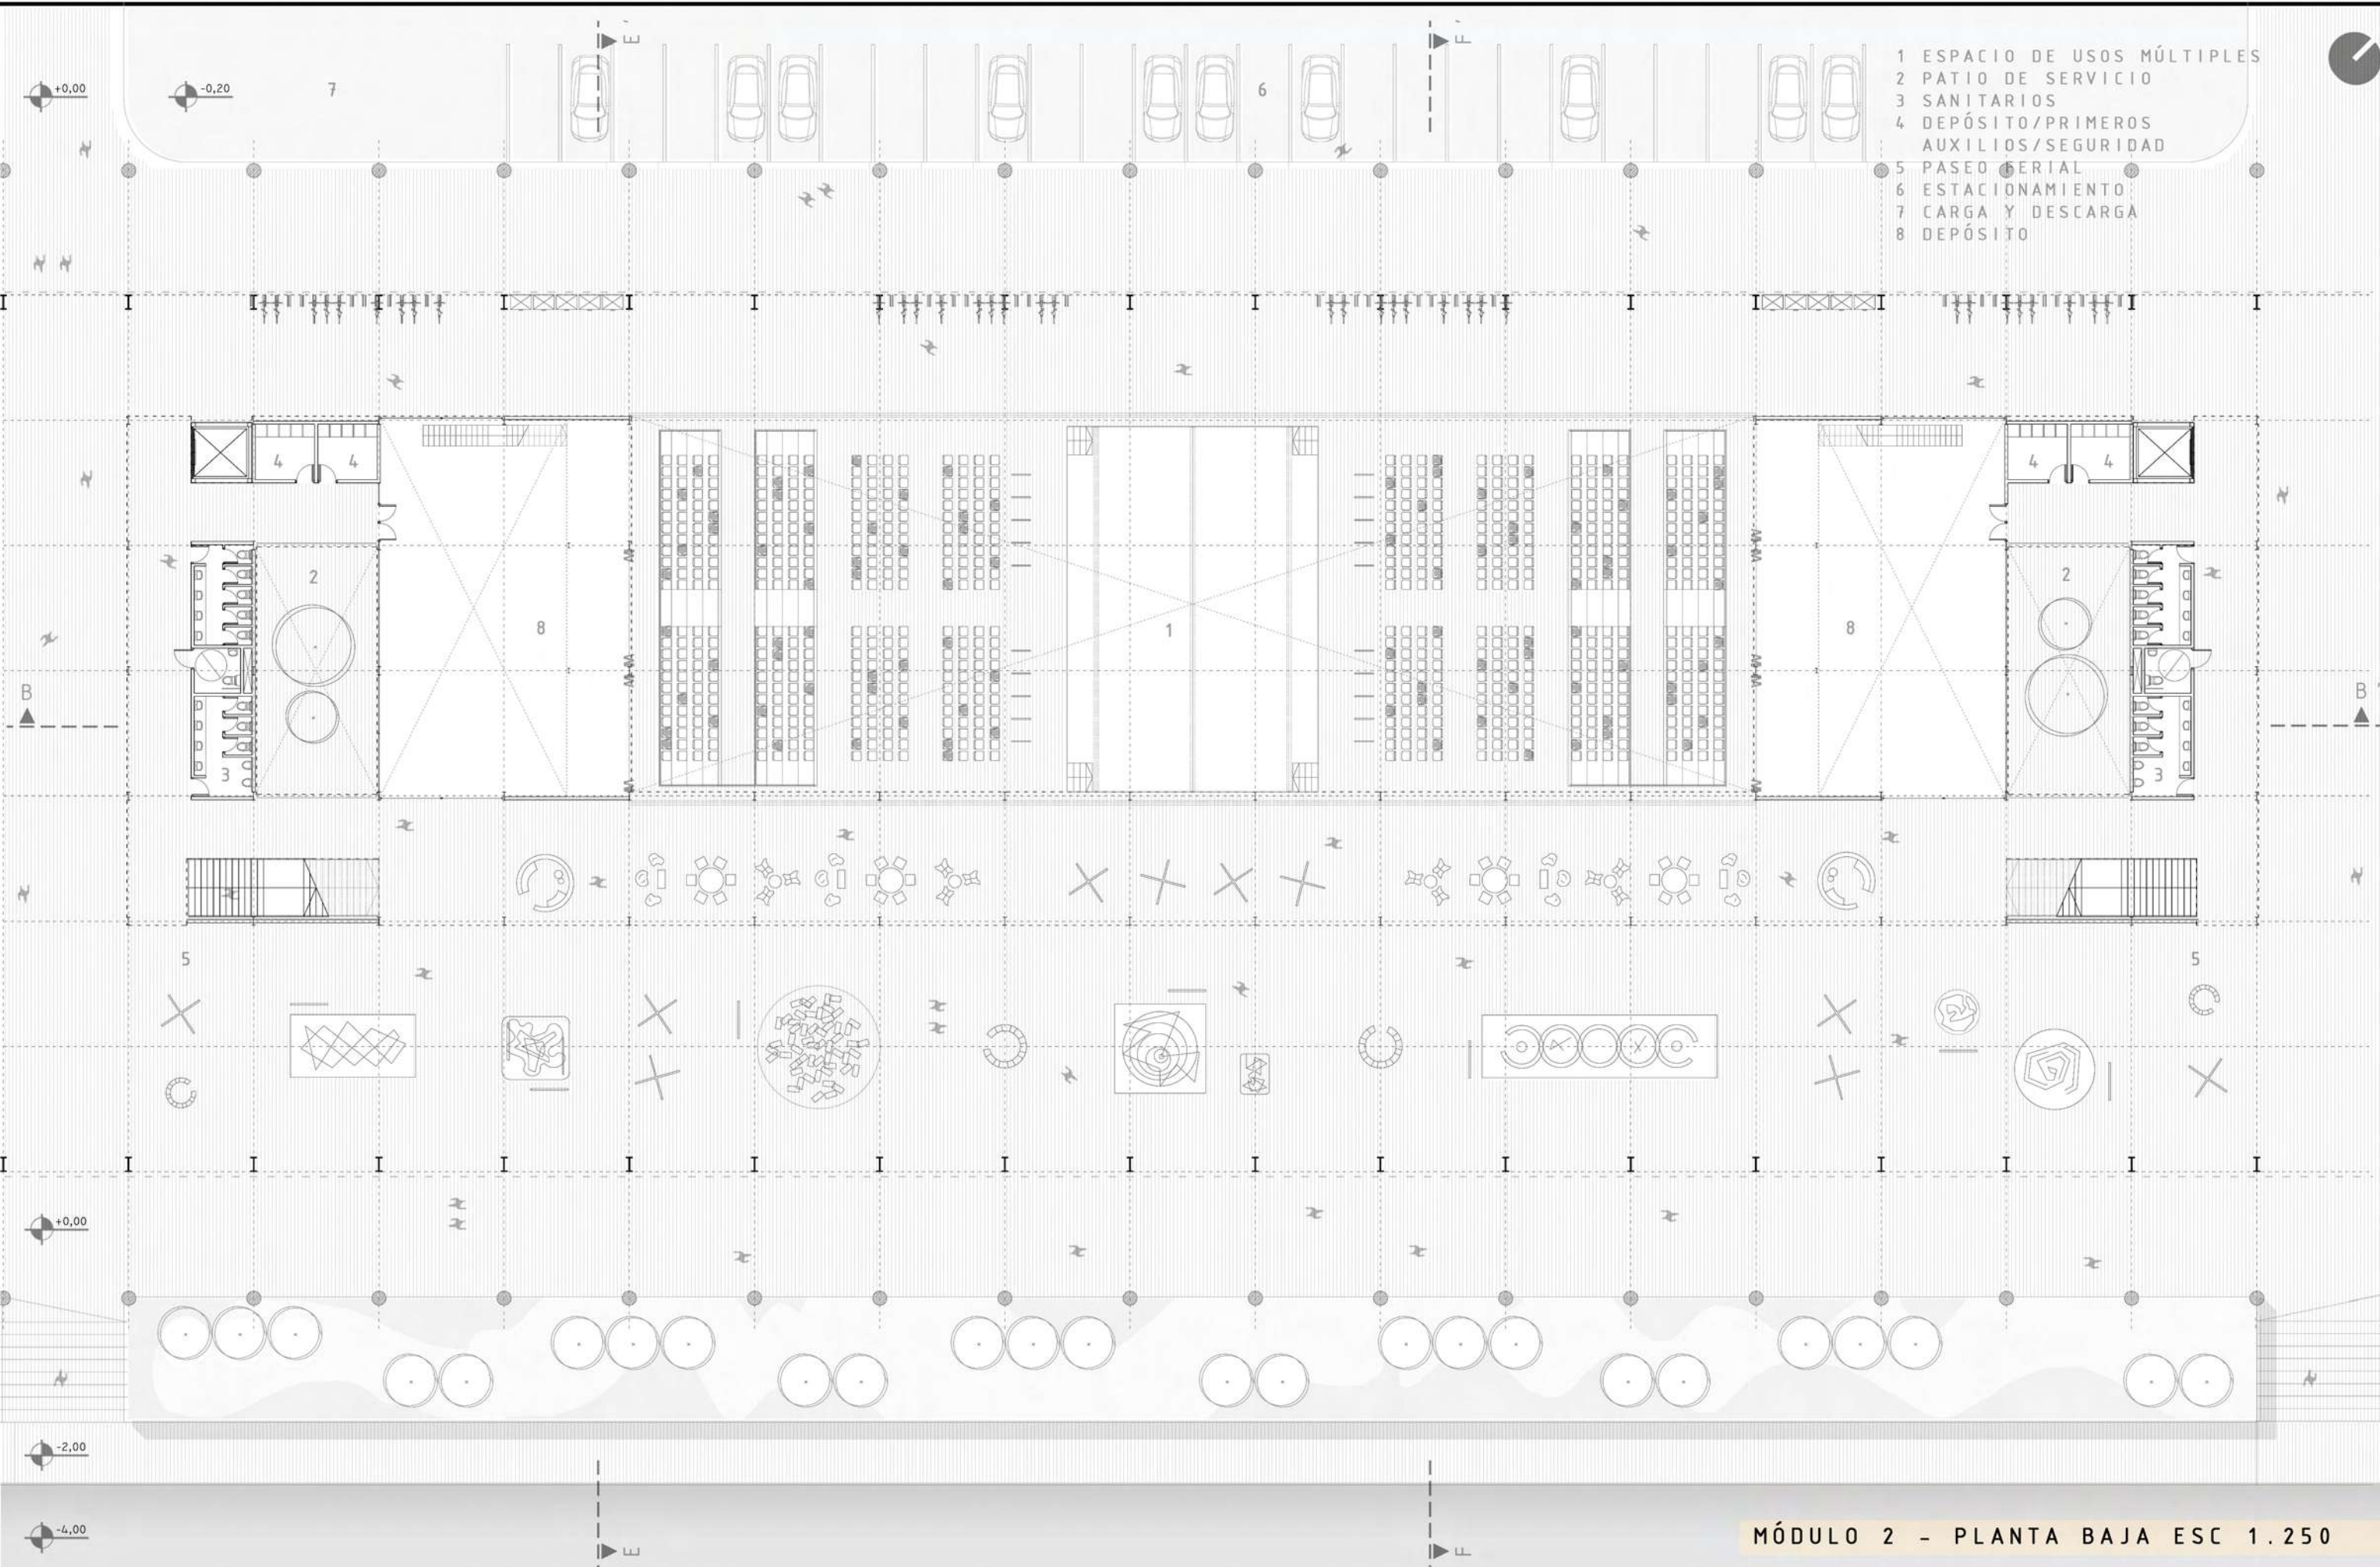 E'
F'
1 ESPACIO DE USOS MÚLTIPLES
2 PATIO DE SERVICIO
3 SANITARIOS
4 DEPÓSITO/PRIMEROS
AUXILIOS/SEGURIDAD
5 PASEO FERIAL
6 ESTACIONAMIENTO
7 CARGA Y DESCARGA
8 DEPÓSITO
+0,00
-0,20
7
6
4
4
4
4
2
2
8
1
8
B
B'
3
3
5
5
+0,00
-2,00
-4,00
E
F
MÓDULO 2 - PLANTA BAJA ESC 1.250